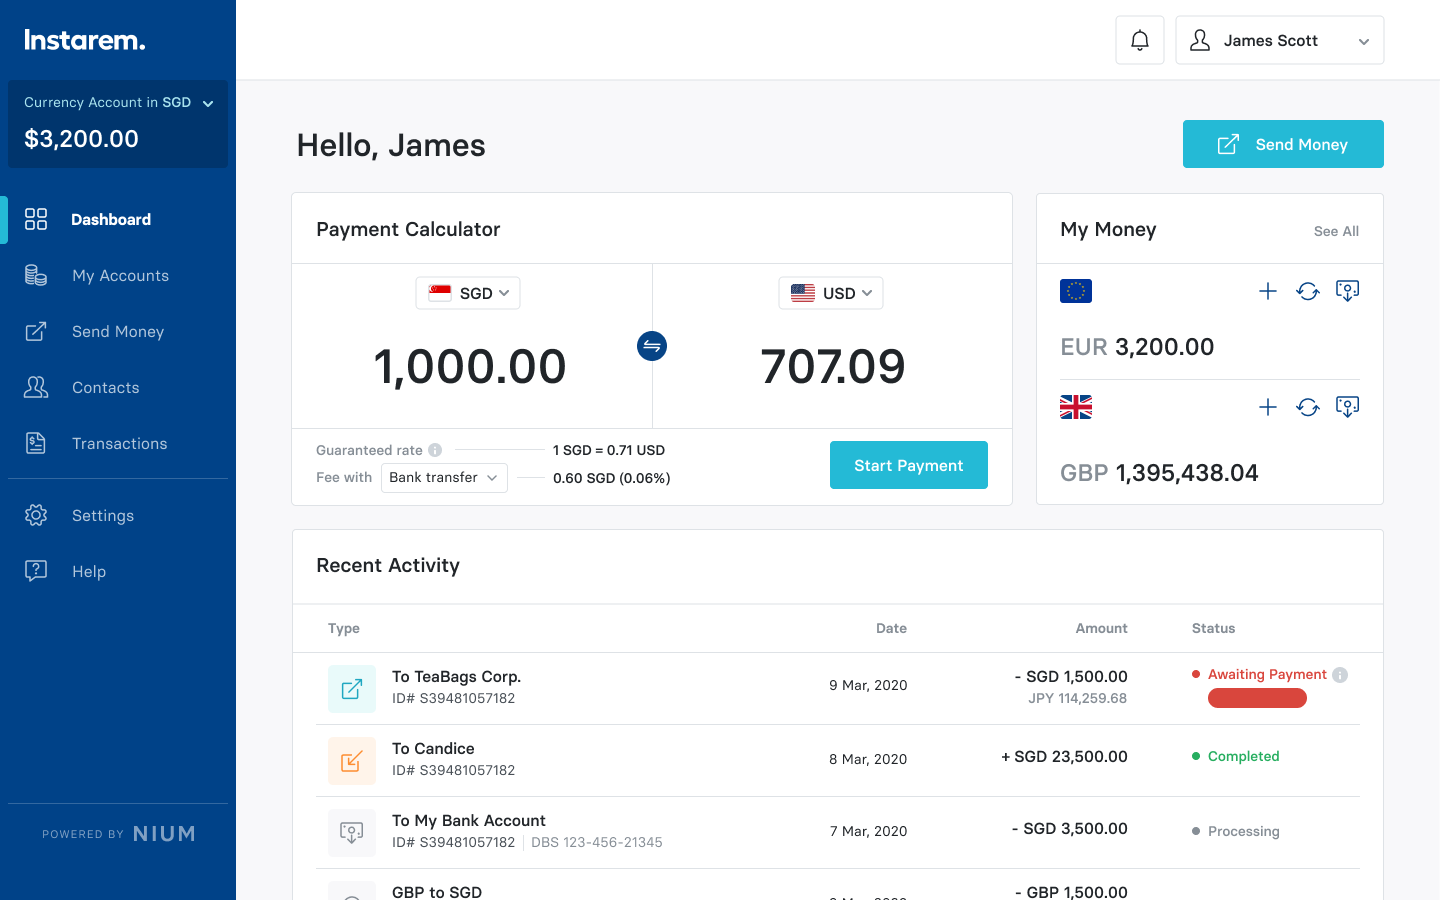 Instarem.
Currency Account in SGD
$3,200.00
Dashboard
My Accounts
Send Money
Contacts
Transactions
Settings
Help
POWERED BY NIUM
James Scott
Hello, James
Send Money
Payment Calculator
SGD
USD
1,000.00
707.09
Guaranteed rate
1 SGD = 0.71 USD
Fee with
Bank transfer
0.60 SGD (0.06%)
Start Payment
My Money
See All
EUR 3,200.00
GBP 1,395,438.04
Recent Activity
Type Date Amount Status
To TeaBags Corp.
ID# S39481057182
9 Mar, 2020
- SGD 1,500.00
JPY 114,259.68
Awaiting Payment
To Candice
ID# S39481057182
8 Mar, 2020
+ SGD 23,500.00
Completed
To My Bank Account
ID# S39481057182 DBS 123-456-21345
7 Mar, 2020
- SGD 3,500.00
Processing
GBP to SGD
- GBP 1,500.00